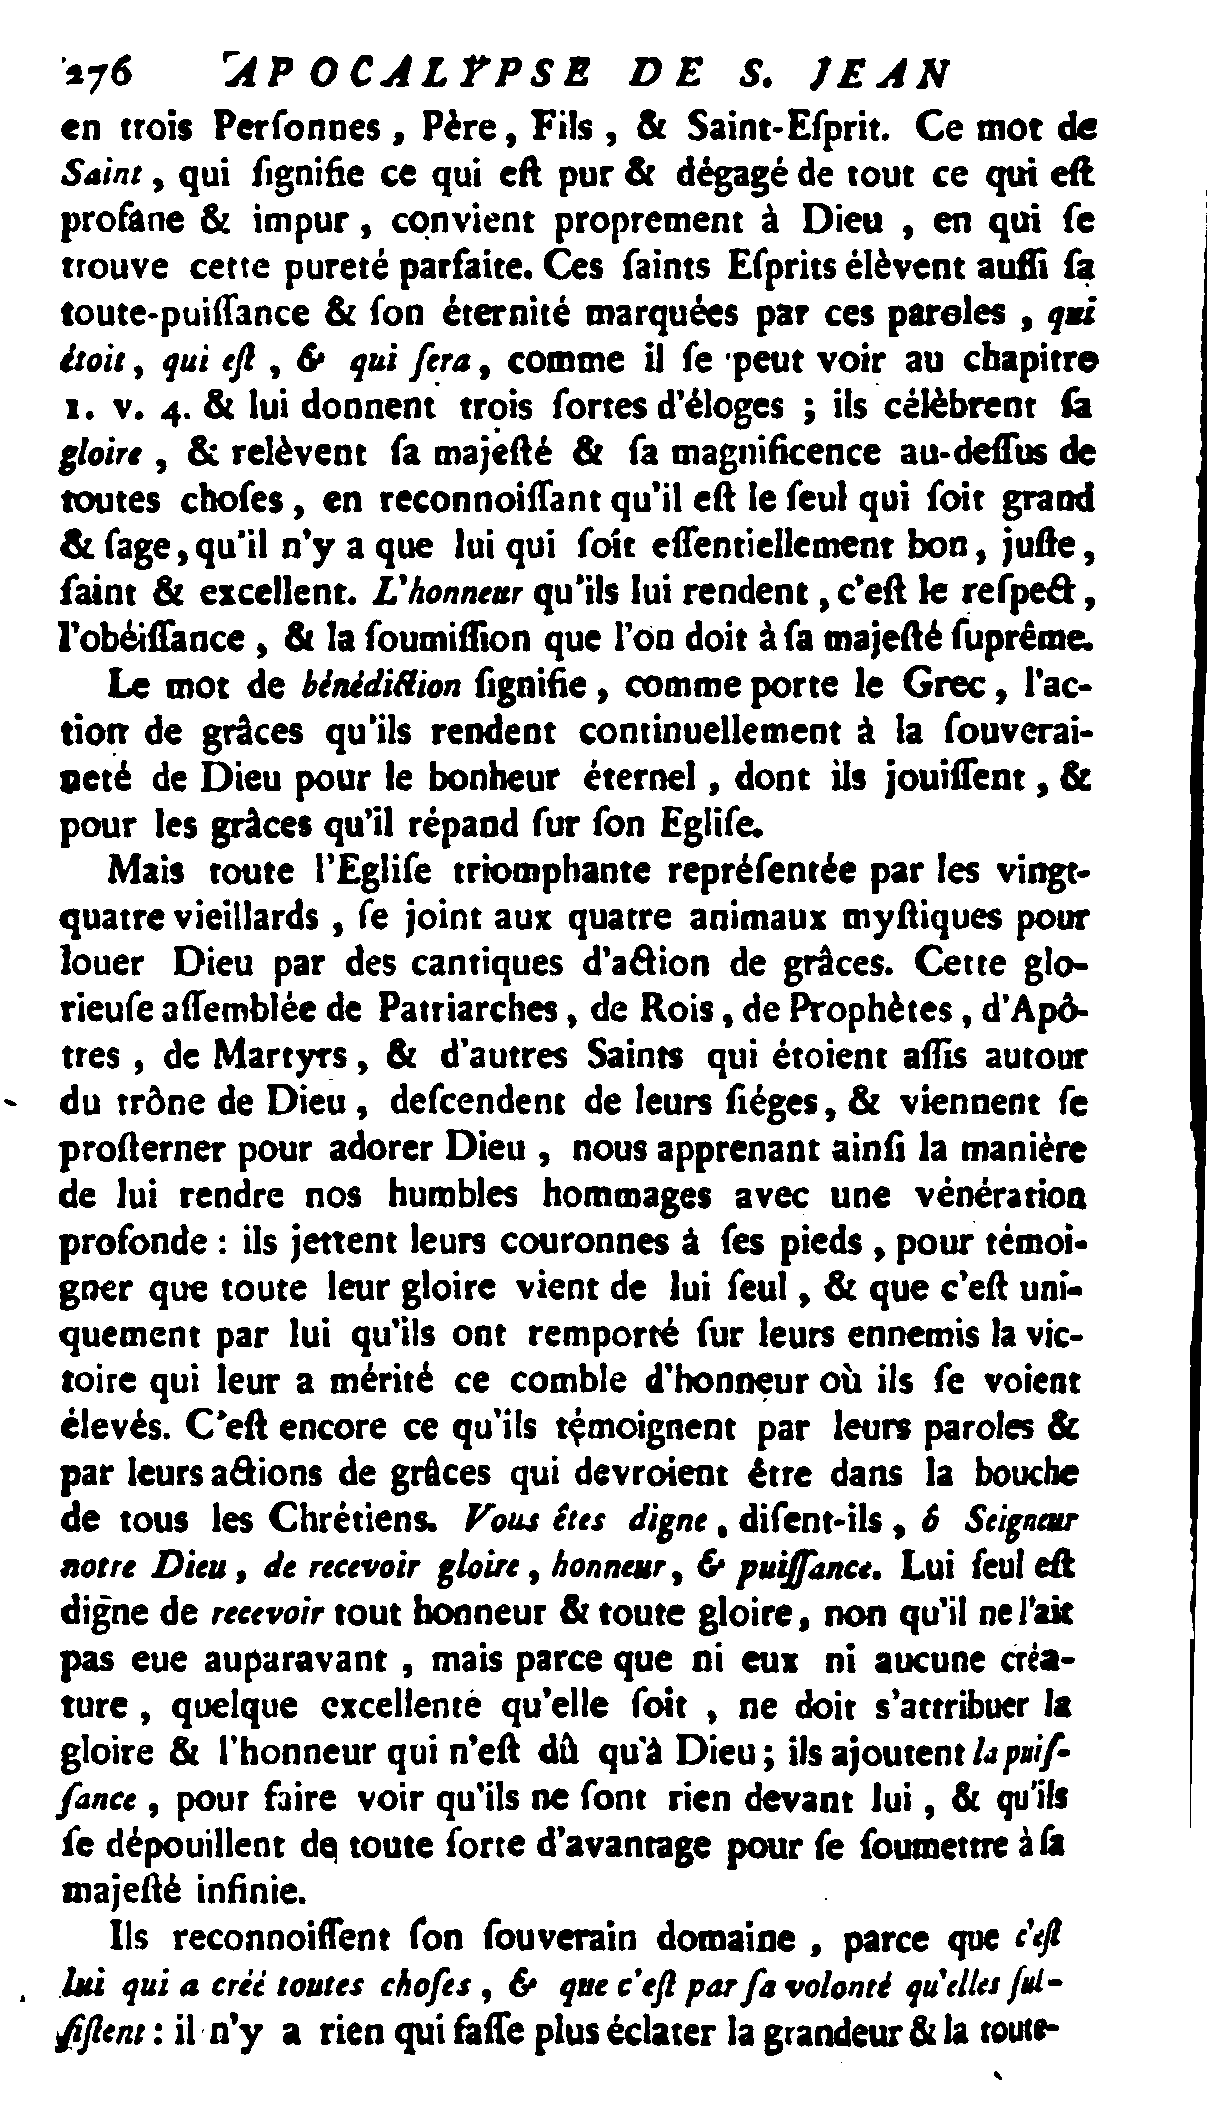 276 APOCALYPSE DE S. JEAN
en trois Perſonnes, Père, Fils, & Saint-Eſprit. Ce mot de
Saint, qui ſignifie ce qui eſt pur & dégagé de tout ce qui eſt
profane & impur, convient proprement à Dieu, en qui ſe
trouve cette pureté parfaite. Ces ſaints Eſprits élèvent auſſi ſa
toute-puiſſance & ſon éternité marquées par ces paroles, qui
étoit, qui eſt, & qui ſera, comme il ſe peut voir au chapitre
1. v. 4. & lui donnent trois ſortes d'éloges; ils célèbrent ſa
gloire, & relèvent ſa majeſté & ſa magnificence au-deſſus de
toutes choſes, en reconnoiſſant qu'il eſt le ſeul qui ſoit grand
& ſage, qu'il n'y a que lui qui ſoit eſſentiellement bon, juſte,
ſaint & excellent. L'honneur qu'ils lui rendent, c'eſt le reſpect,
l'obéiſſance, & la ſoumiſſion que l'on doit à ſa majeſté ſuprême.
Le mot de bénédiction ſignifie, comme porte le Grec, l'ac-
tion de grâces qu'ils rendent continuellement à la ſouverai-
neté de Dieu pour le bonheur éternel, dont ils jouiſſent, &
pour les grâces qu'il répand ſur ſon Egliſe.
Mais toute l'Egliſe triomphante repréſentée par les vingt-
quatre vieillards, ſe joint aux quatre animaux myſtiques pour
louer Dieu par des cantiques d'action de grâces. Cette glo-
rieuſe aſſemblée de Patriarches, de Rois, de Prophètes, d'Apô-
tres, de Martyrs, & d'autres Saints qui étoient aſſis autour
du trône de Dieu, deſcendent de leurs ſiéges, & viennent ſe
proſterner pour adorer Dieu, nous apprenant ainſi la manière
de lui rendre nos humbles hommages avec une vénération
profonde: ils jettent leurs couronnes à ſes pieds, pour témoi-
gner que toute leur gloire vient de lui ſeul, & que c'eſt uni-
quement par lui qu'ils ont remporté ſur leurs ennemis la vic-
toire qui leur a mérité ce comble d'honneur où ils ſe voient
élevés. C'eſt encore ce qu'ils témoignent par leurs paroles &
par leurs actions de grâces qui devroient être dans la bouche
de tous les Chrétiens. Vous êtes digne, diſent-ils, ô Seigneur
notre Dieu, de recevoir gloire, honneur, & puiſſance. Lui ſeul eſt
digne de recevoir tout honneur & toute gloire, non qu'il ne l'ait
pas eue auparavant, mais parce que ni eux ni aucune créa-
ture, quelque excellente qu'elle ſoit, ne doit s'attribuer la
gloire & l'honneur qui n'eſt dû qu'à Dieu; ils ajoutent la puiſ-
ſance, pour faire voir qu'ils ne ſont rien devant lui, & qu'ils
ſe dépouillent de toute ſorte d'avantage pour ſe ſoumettre à ſa
majeſté infinie.
Ils reconnoiſſent ſon ſouverain domaine, parce que c'eſt
lui qui a créé toutes choſes, & que c'eſt par ſa volonté qu'elles ſul-
ſiſtent: il n'y a rien qui faſſe plus éclater la grandeur & la toute-